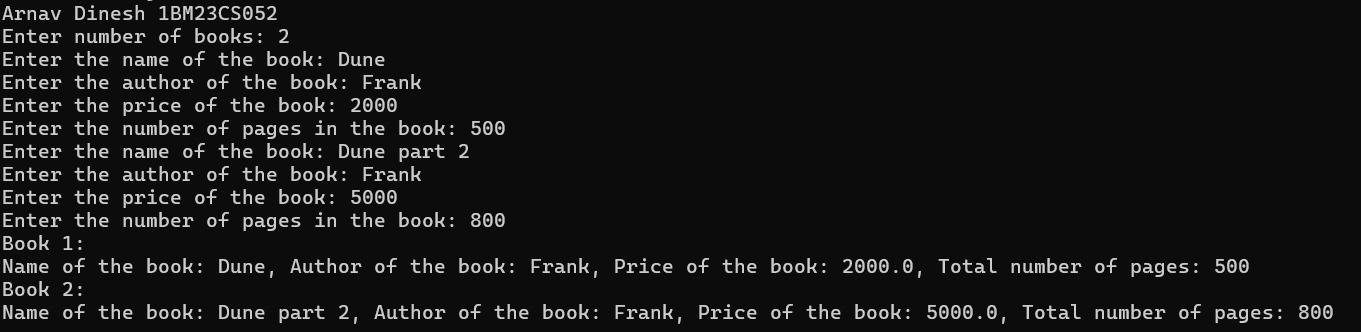 Arnav Dinesh 1BM23CS052
Enter number of books: 2
Enter the name of the book: Dune
Enter the author of the book: Frank
Enter the price of the book: 2000
Enter the number of pages in the book: 500
Enter the name of the book: Dune part 2
Enter the author of the book: Frank
Enter the price of the book: 5000
Enter the number of pages in the book: 800
Book 1:
Name of the book: Dune, Author of the book: Frank, Price of the book: 2000.0, Total number of pages: 500
Book 2:
Name of the book: Dune part 2, Author of the book: Frank, Price of the book: 5000.0, Total number of pages: 800